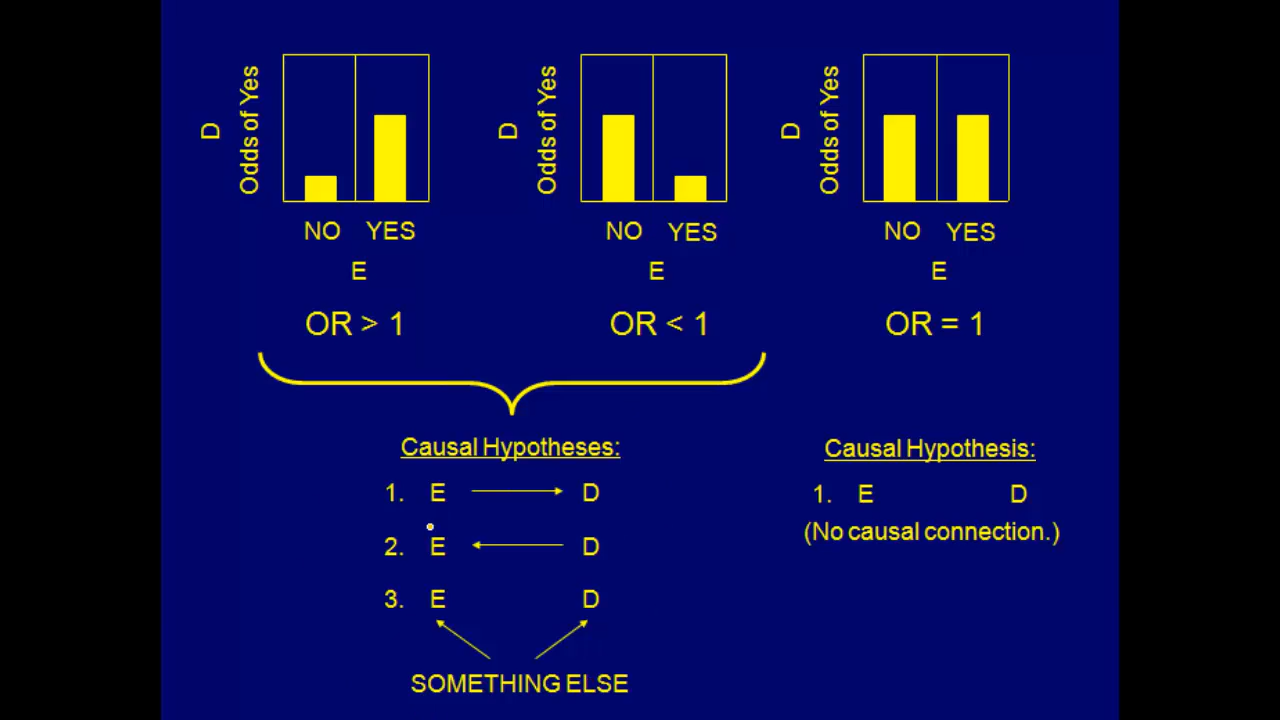 D
Odds of Yes
NO YES
E
OR > 1
D
Odds of Yes
NO YES
E
OR < 1
D
Odds of Yes
NO YES
E
OR = 1
Causal Hypotheses:
1. E D
2. E D
3. E D
SOMETHING ELSE
Causal Hypothesis:
1. E D
(No causal connection.)